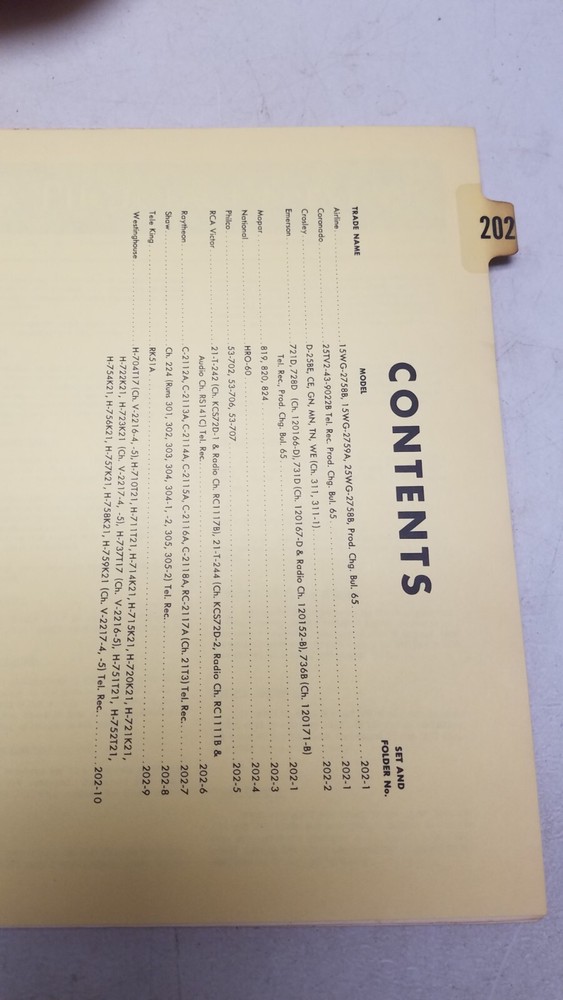 202
CONTENTS
TRADE NAME MODEL SET AND FOLDER No.
Airline 15WG-2758B, 15WG-2759A, 25WG-2758B, Prod. Chg. Bul. 65 202-1
Coronado 25TV2-43-9022B Tel. Rec. Prod. Chg. Bul. 65 202-1
Crosley D-25BE, CE, GN, MN, TN, WE (Ch. 311, 311-1) 202-2
Emerson 721D, 728D (Ch. 120166-D), 731D (Ch. 120167-D & Radio Ch. 120152-B), 736B (Ch. 120171-B)
Tel. Rec., Prod. Chg. Bul. 65 202-1
Mopar 819, 820, 824 202-3
National HRO-60 202-4
Philco 53-702, 53-706, 53-707 202-5
RCA Victor 21-T-242 (Ch. KCS72D-1 & Radio Ch. RC1117B), 21-T-244 (Ch. KCS72D-2, Radio Ch. RC1111B &
Audio Ch. RS141C) Tel. Rec. 202-6
Raytheon C-2112A, C-2113A, C-2114A, C-2115A, C-2116A, C-2118A, RC-2117A (Ch. 21T3) Tel. Rec. 202-7
Shaw Ch. 224 (Runs 301, 302, 303, 304, 304-1, -2, 305, 305-2) Tel. Rec. 202-8
Tele King RK51A 202-9
Westinghouse H-704T17 (Ch. V-2216-4, -5), H-710T21, H-711T21, H-714K21, H-715K21, H-720K21, H-721K21,
H-722K21, H-723K21 (Ch. V-2217-4, -5), H-737T17 (Ch. V-2216-5), H-751T21, H-752T21,
H-754K21, H-756K21, H-757K21, H-758K21, H-759K21 (Ch. V-2217-4, -5) Tel. Rec. 202-10